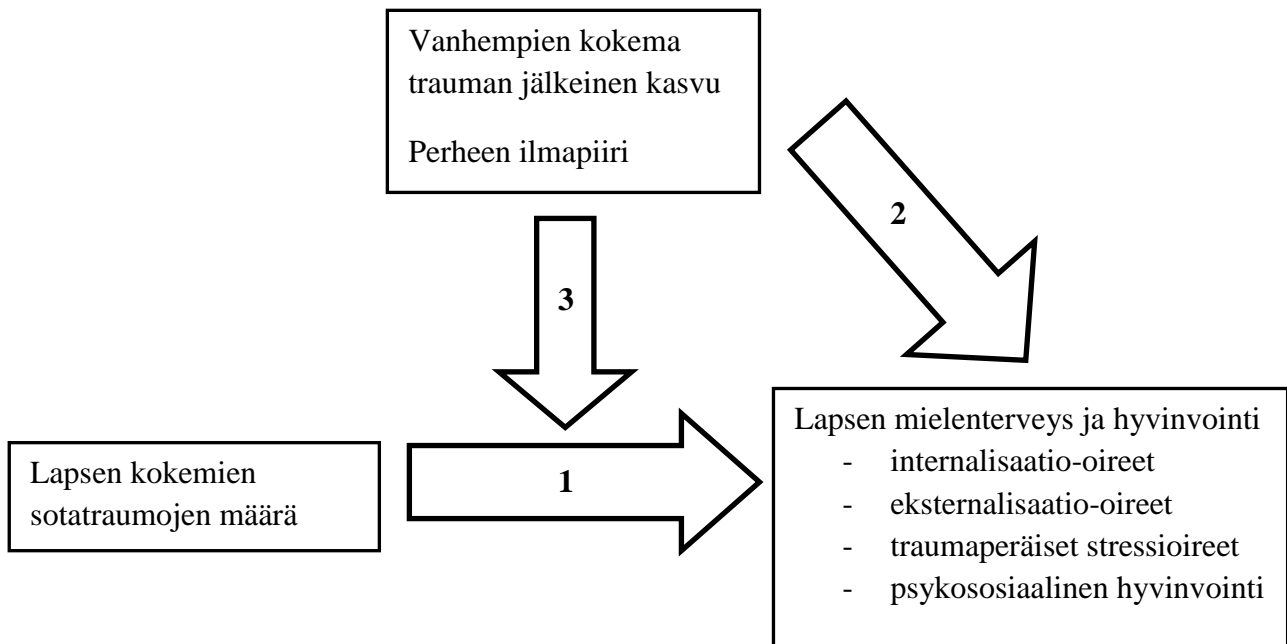 Vanhempien kokema
trauman jälkeinen kasvu
Perheen ilmapiiri
2
3
Lapsen kokemien
sotatraumojen määrä
1
Lapsen mielenterveys ja hyvinvointi
- internalisaatio-oireet
- eksternalisaatio-oireet
- traumaperäiset stressioireet
- psykososiaalinen hyvinvointi